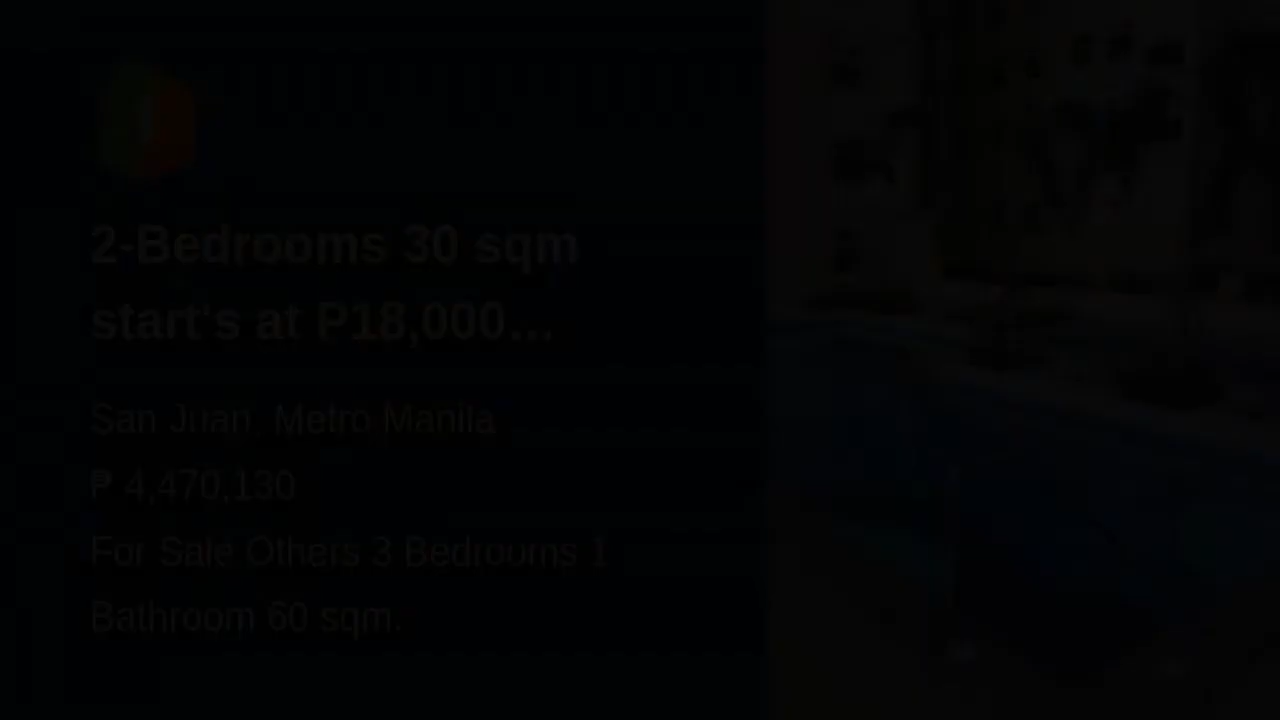 2-Bedrooms 30 sqm
start's at P18,000...
San Juan, Metro Manila
₱ 4,470,130
For Sale Others 3 Bedrooms 1
Bathroom 60 sqm.